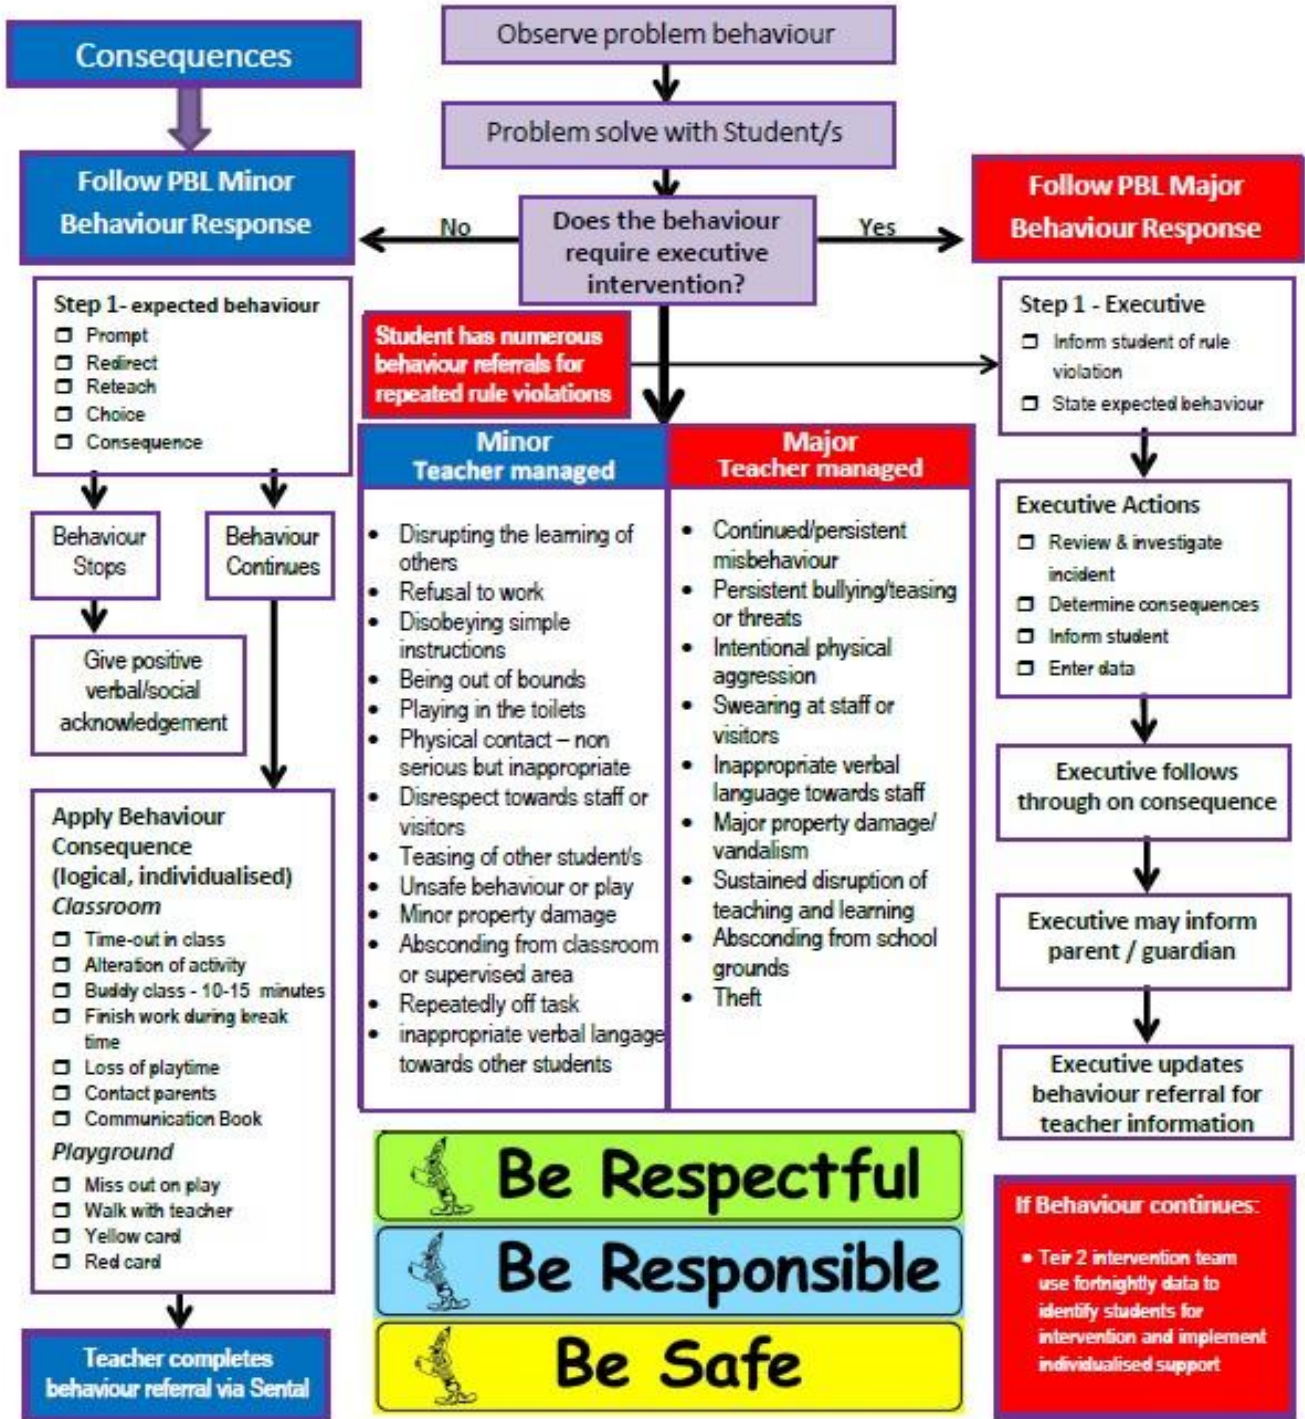 Consequences
Observe problem behaviour
Problem solve with Student/s
Does the behaviour
require executive
intervention?
No
Yes
Follow PBL Minor
Behaviour Response
Step 1- expected behaviour
Prompt
Redirect
Reteach
Choice
Consequence
Behaviour
Stops
Behaviour
Continues
Give positive
verbal/social
acknowledgement
Apply Behaviour
Consequence
(logical, individualised)
Classroom
Time-out in class
Alteration of activity
Buddy class - 10-15 minutes
Finish work during break
time
Loss of playtime
Contact parents
Communication Book
Playground
Miss out on play
Walk with teacher
Yellow card
Red card
Teacher completes
behaviour referral via Sental
Student has numerous
behaviour referrals for
repeated rule violations
Minor
Teacher managed
• Disrupting the learning of
others
• Refusal to work
• Disobeying simple
instructions
• Being out of bounds
• Playing in the toilets
• Physical contact – non
serious but inappropriate
• Disrespect towards staff or
visitors
• Teasing of other student/s
• Unsafe behaviour or play
• Minor property damage
• Absconding from classroom
or supervised area
• Repeatedly off task
• inappropriate verbal langage
towards other students
Major
Teacher managed
• Continued/persistent
misbehaviour
• Persistent bullying/teasing
or threats
• Intentional physical
aggression
• Swearing at staff or
visitors
• Inappropriate verbal
language towards staff
• Major property damage/
vandalism
• Sustained disruption of
teaching and learning
• Absconding from school
grounds
• Theft
Be Respectful
Be Responsible
Be Safe
Follow PBL Major
Behaviour Response
Step 1 - Executive
Inform student of rule
violation
State expected behaviour
Executive Actions
Review & investigate
incident
Determine consequences
Inform student
Enter data
Executive follows
through on consequence
Executive may inform
parent / guardian
Executive updates
behaviour referral for
teacher information
If Behaviour continues:
• Teir 2 intervention team
use fortnightly data to
identify students for
intervention and implement
individualised support